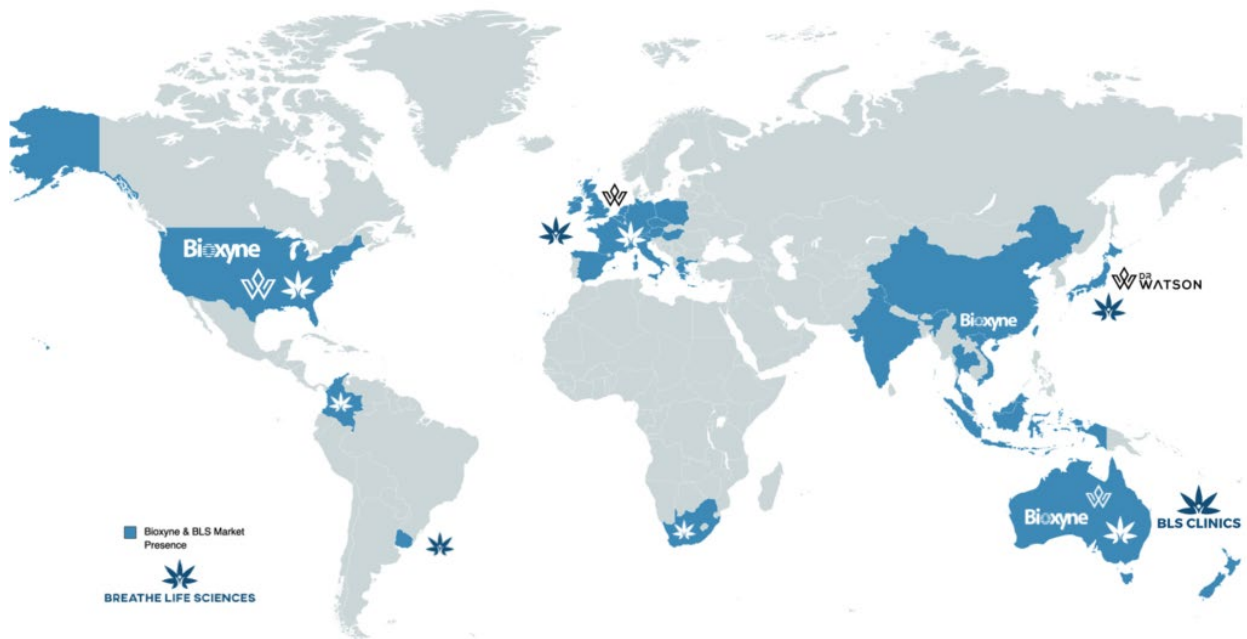 Bioxyne
DR
WATSON
Bioxyne
Bioxyne
BLS CLINICS
Bioxyne & BLS Market
Presence
BREATHE LIFE SCIENCES